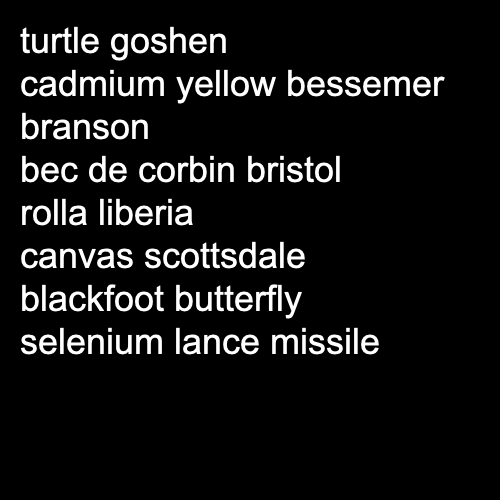 turtle goshen
cadmium yellow bessemer
branson
bec de corbin bristol
rolla liberia
canvas scottsdale
blackfoot butterfly
selenium lance missile